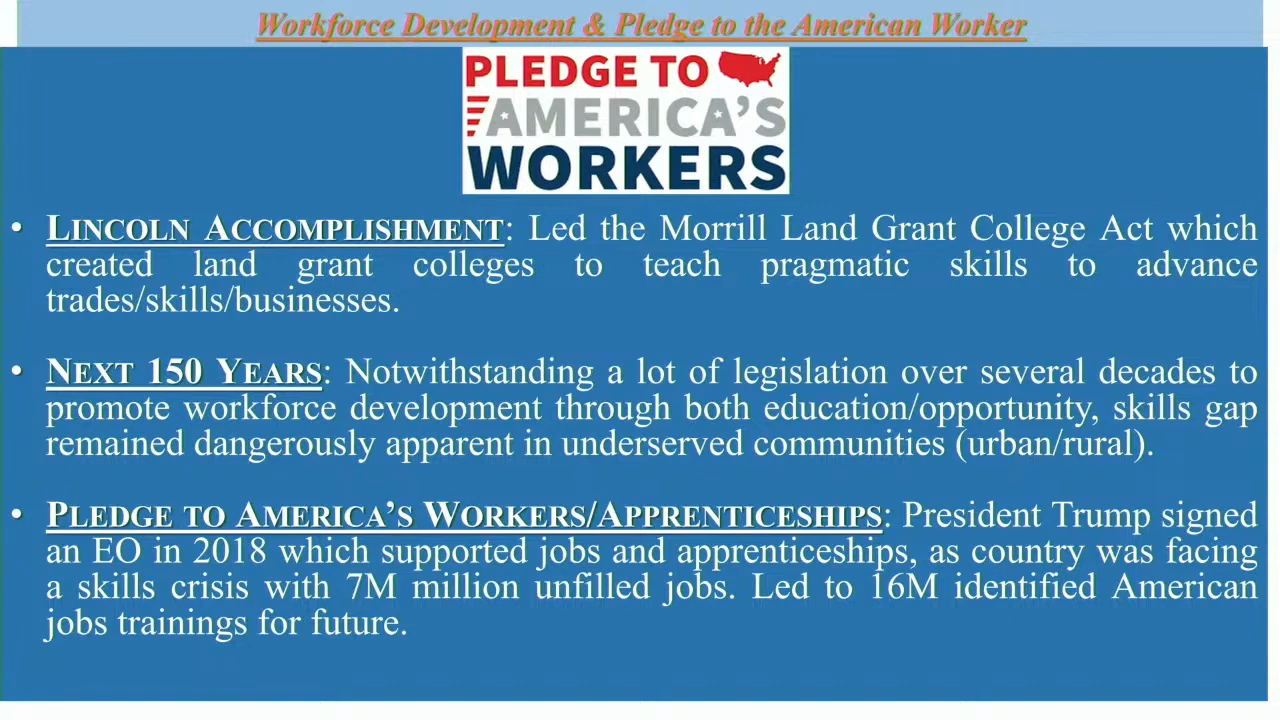 Workforce Development & Pledge to the American Worker
PLEDGE TO
AMERICA'S
WORKERS
• LINCOLN ACCOMPLISHMENT: Led the Morrill Land Grant College Act which
created land grant colleges to teach pragmatic skills to advance
trades/skills/businesses.
• NEXT 150 YEARS: Notwithstanding a lot of legislation over several decades to
promote workforce development through both education/opportunity, skills gap
remained dangerously apparent in underserved communities (urban/rural).
• PLEDGE TO AMERICA'S WORKERS/APPRENTICESHIPS: President Trump signed
an EO in 2018 which supported jobs and apprenticeships, as country was facing
a skills crisis with 7M million unfilled jobs. Led to 16M identified American
jobs trainings for future.